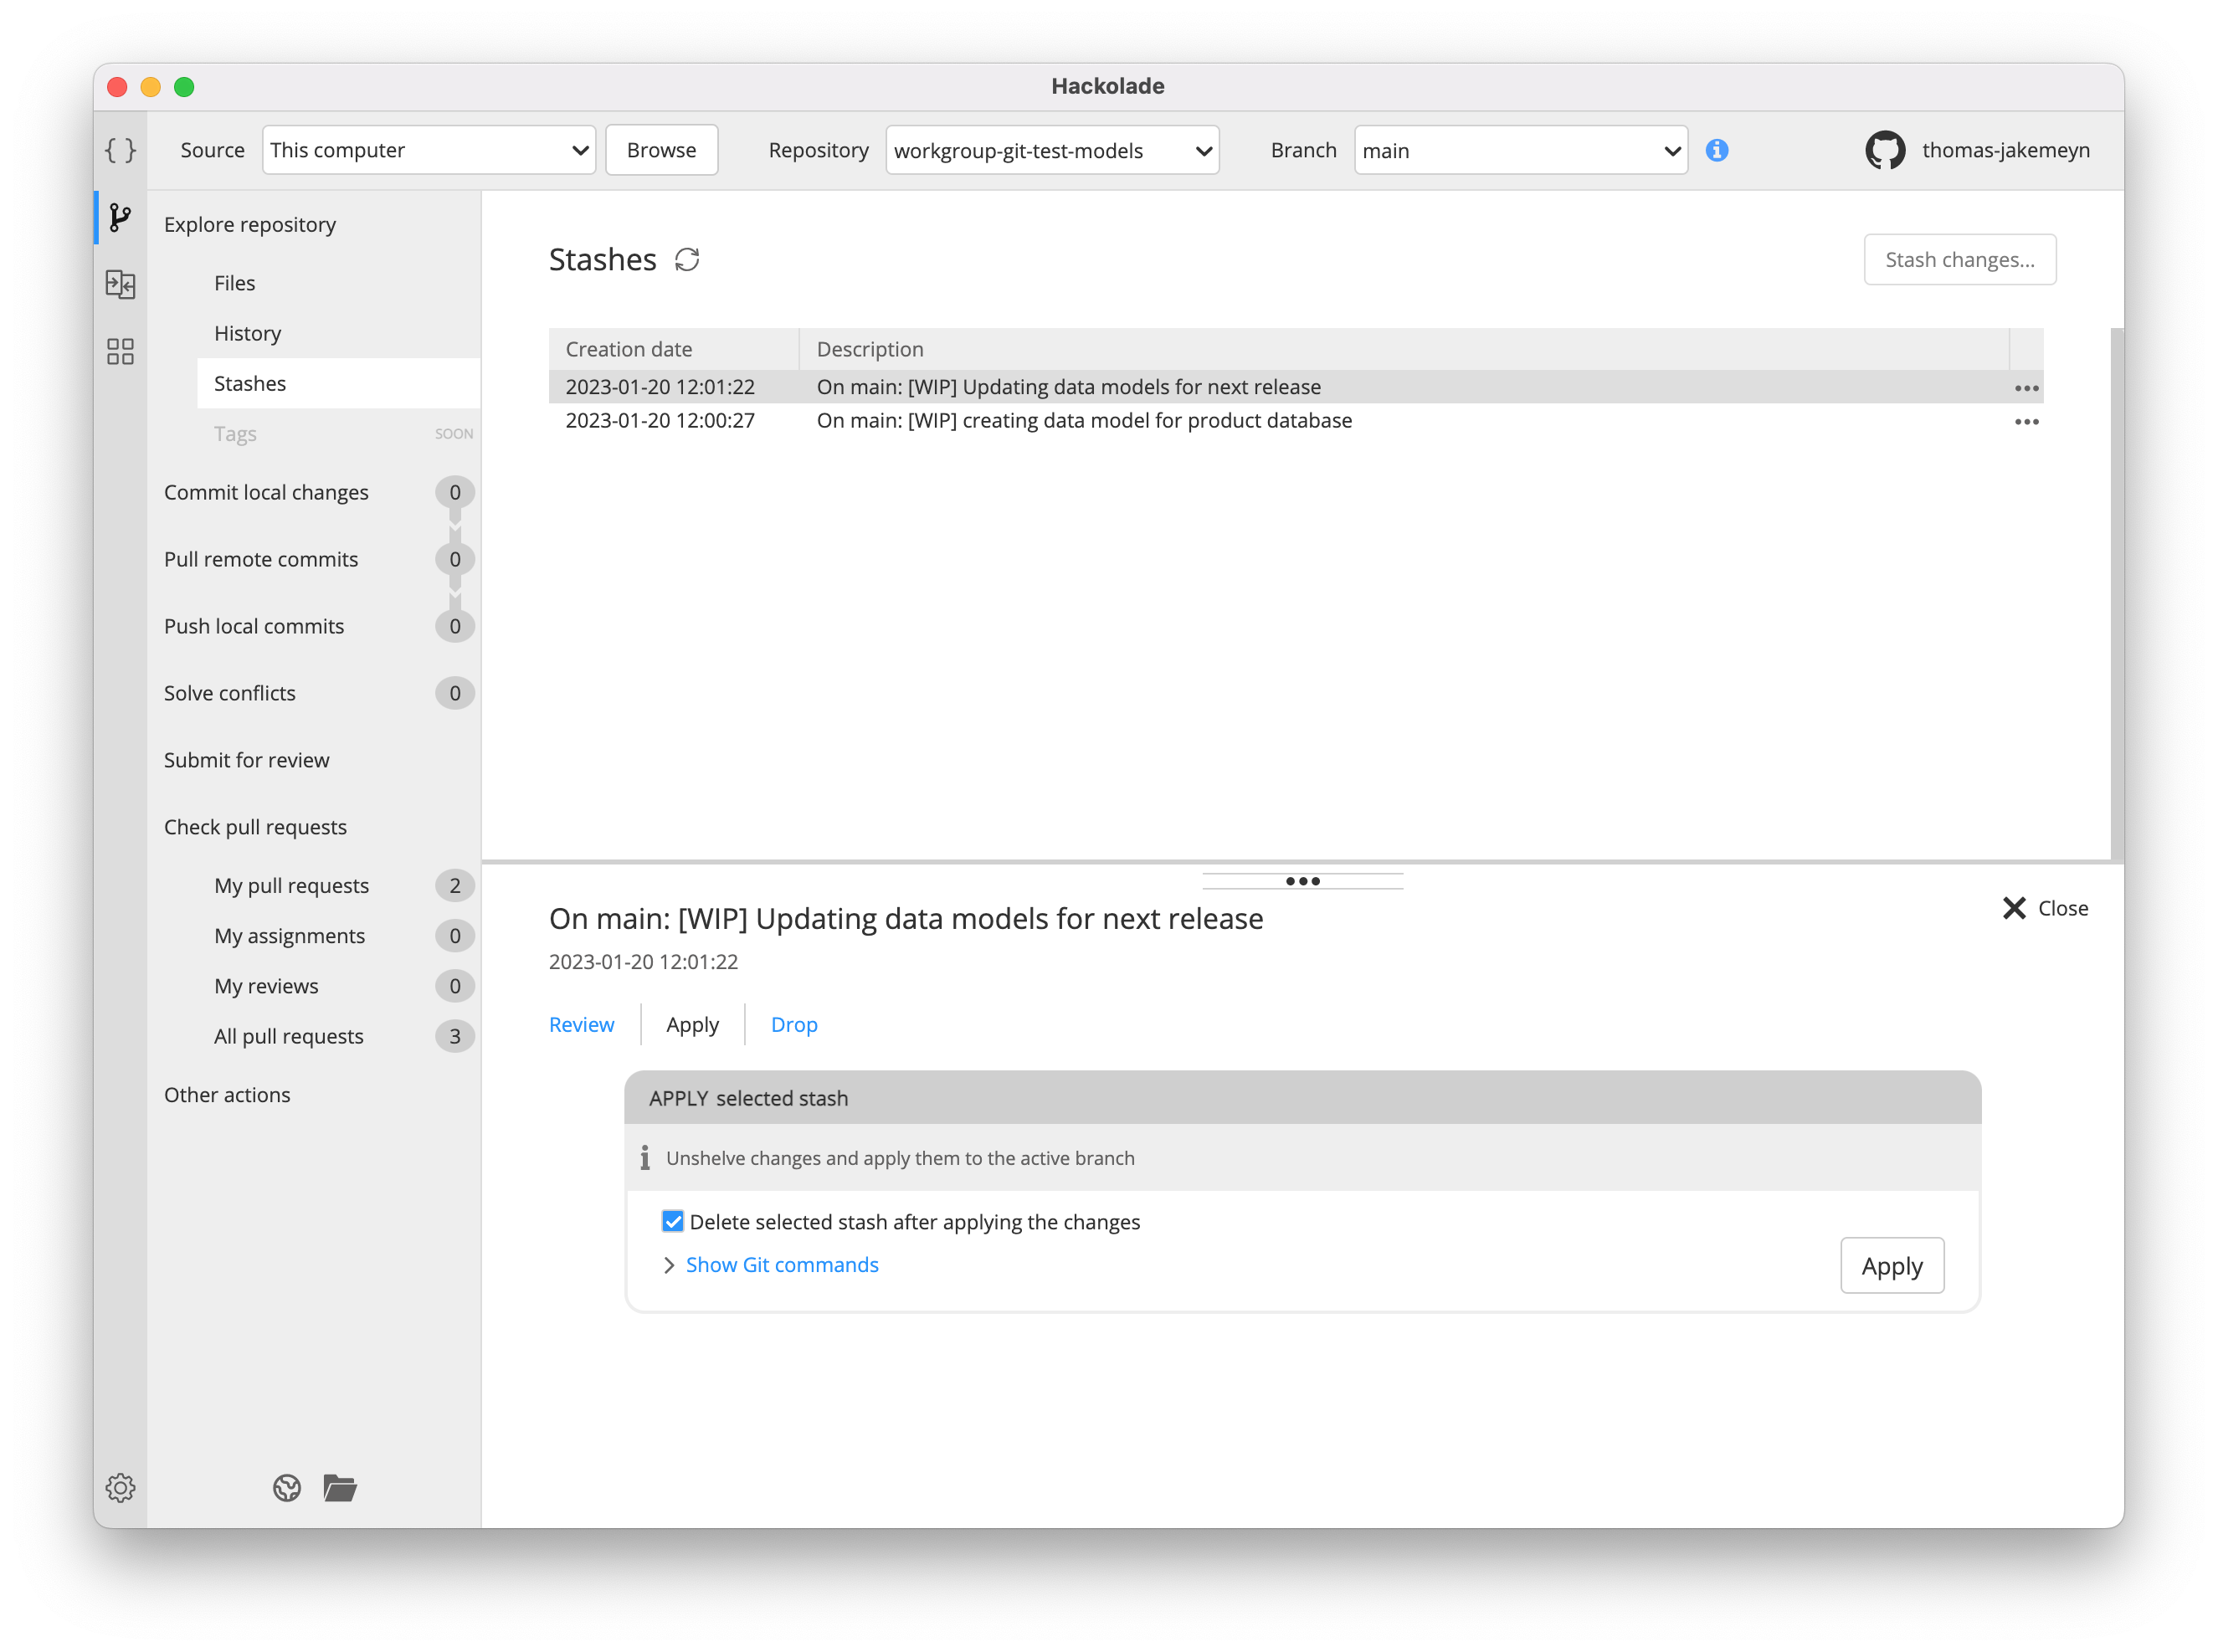 Hackolade
Source This computer Browse Repository workgroup-git-test-models Branch main thomas-jakemeyn
Explore repository
Files
History
Stashes
Tags SOON
Commit local changes 0
Pull remote commits 0
Push local commits 0
Solve conflicts 0
Submit for review
Check pull requests
My pull requests 2
My assignments 0
My reviews 0
All pull requests 3
Other actions
Stashes Stash changes...
Creation date Description
2023-01-20 12:01:22 On main: [WIP] Updating data models for next release
2023-01-20 12:00:27 On main: [WIP] creating data model for product database
Close
On main: [WIP] Updating data models for next release
2023-01-20 12:01:22
Review Apply Drop
APPLY selected stash
Unshelve changes and apply them to the active branch
Delete selected stash after applying the changes
Show Git commands
Apply